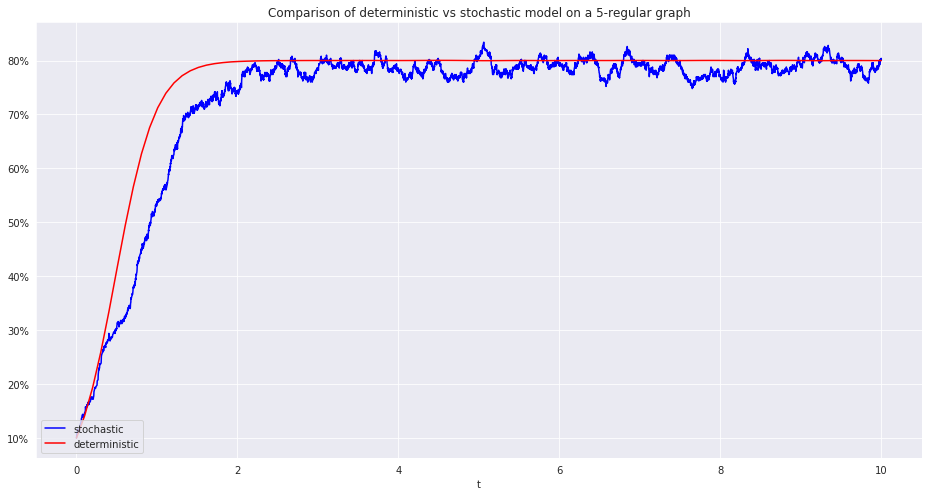 Comparison of deterministic vs stochastic model on a 5-regular graph
80%
70%
60%
50%
40%
30%
20%
10%
stochastic
deterministic
0 2 4 6 8 10
t